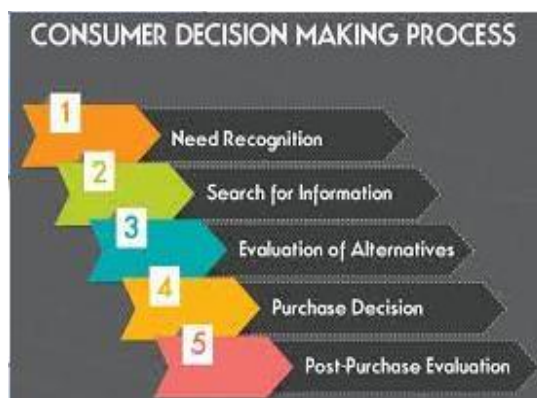 CONSUMER DECISION MAKING PROCESS
1
Need Recognition
2
Search for Information
3
Evaluation of Alternatives
4
Purchase Decision
5
Post-Purchase Evaluation